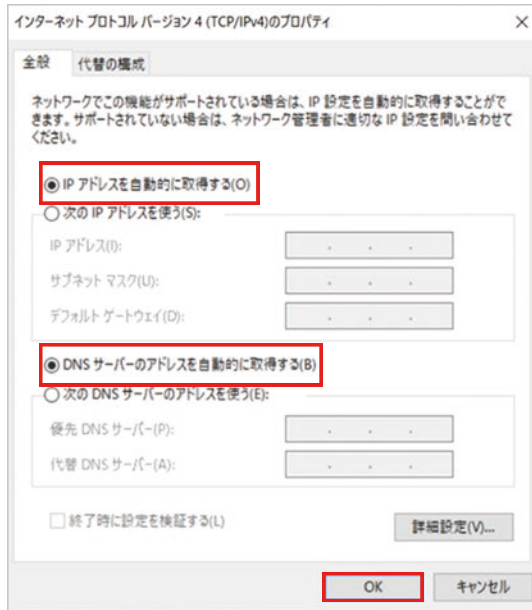 インターネット プロトコル バージョン 4 (TCP/IPv4)のプロパティ
全般 代替の構成
ネットワークでこの機能がサポートされている場合は、IP 設定を自動的に取得することがで
きます。サポートされていない場合は、ネットワーク管理者に適切な IP 設定を問い合わせて
ください。
IP アドレスを自動的に取得する(O)
次の IP アドレスを使う(S):
IP アドレス(I):
サブネット マスク(U):
デフォルト ゲートウェイ(D):
DNS サーバーのアドレスを自動的に取得する(B)
次の DNS サーバーのアドレスを使う(E):
優先 DNS サーバー(P):
代替 DNS サーバー(A):
終了時に設定を検証する(L)
詳細設定(V)...
OK キャンセル